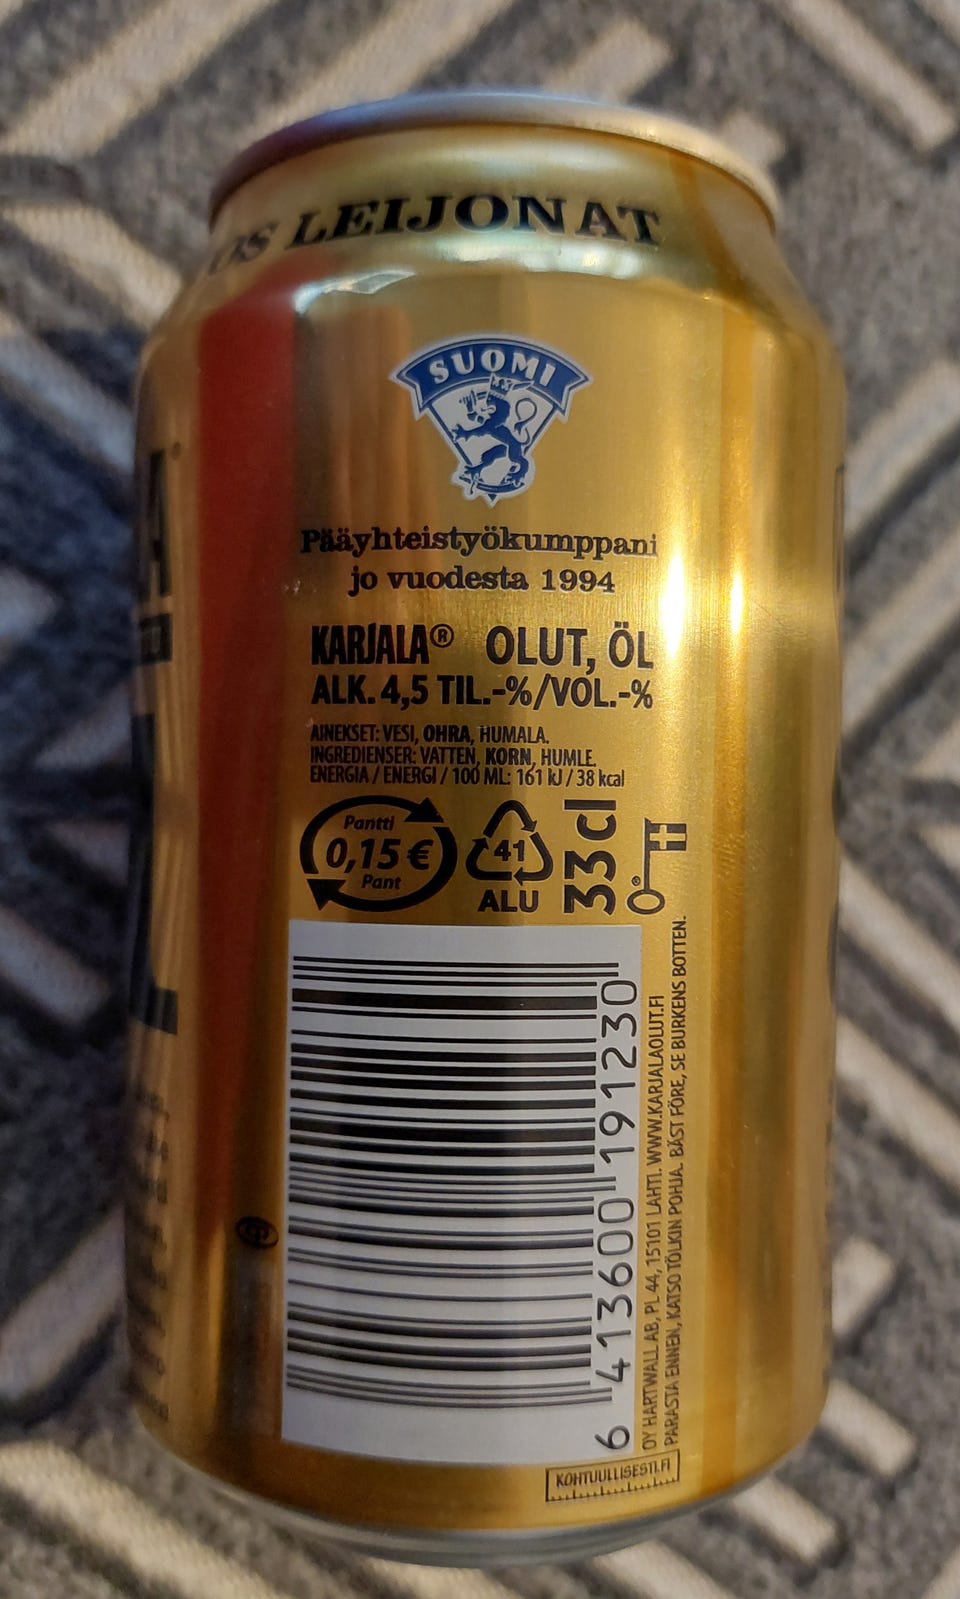 OS LEIJONAT
SUOMI
Pääyhteistyökumppani
jo vuodesta 1994
KARJALA® OLUT, ÖL
ALK. 4,5 TIL.-%/VOL.-%
AINEKSET: VESI, OHRA, HUMALA.
INGREDIENSER: VATTEN, KORN, HUMLE.
ENERGIA / ENERGI / 100 ML: 161 kJ / 38 kcal
Pantti
0,15 €
Pant
41
ALU
33 cl
6 413600 191230
OY HARTWALL AB, PL 44, 15101 LAHTI. WWW.KARJALAOLUT.FI
PARASTA ENNEN, KATSO TÖLKIN POHJA. BÄST FÖRE, SE BURKENS BOTTEN.
KOHTUULLISESTI.FI